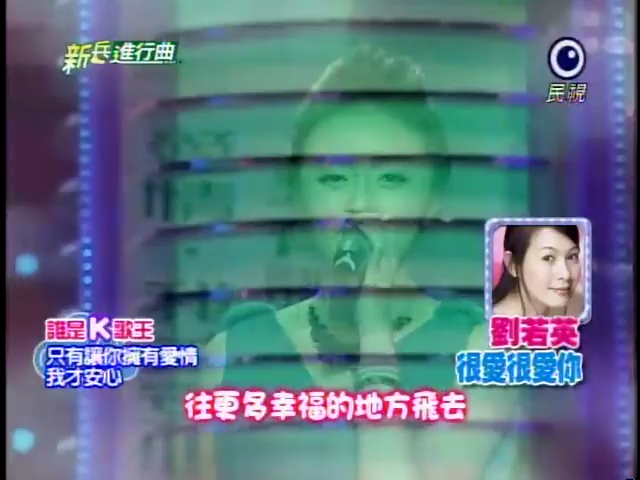 新兵進行曲
民視
誰是K歌王
只有讓你擁有愛情
我才安心
劉若英
很愛很愛你
往更多幸福的地方飛去